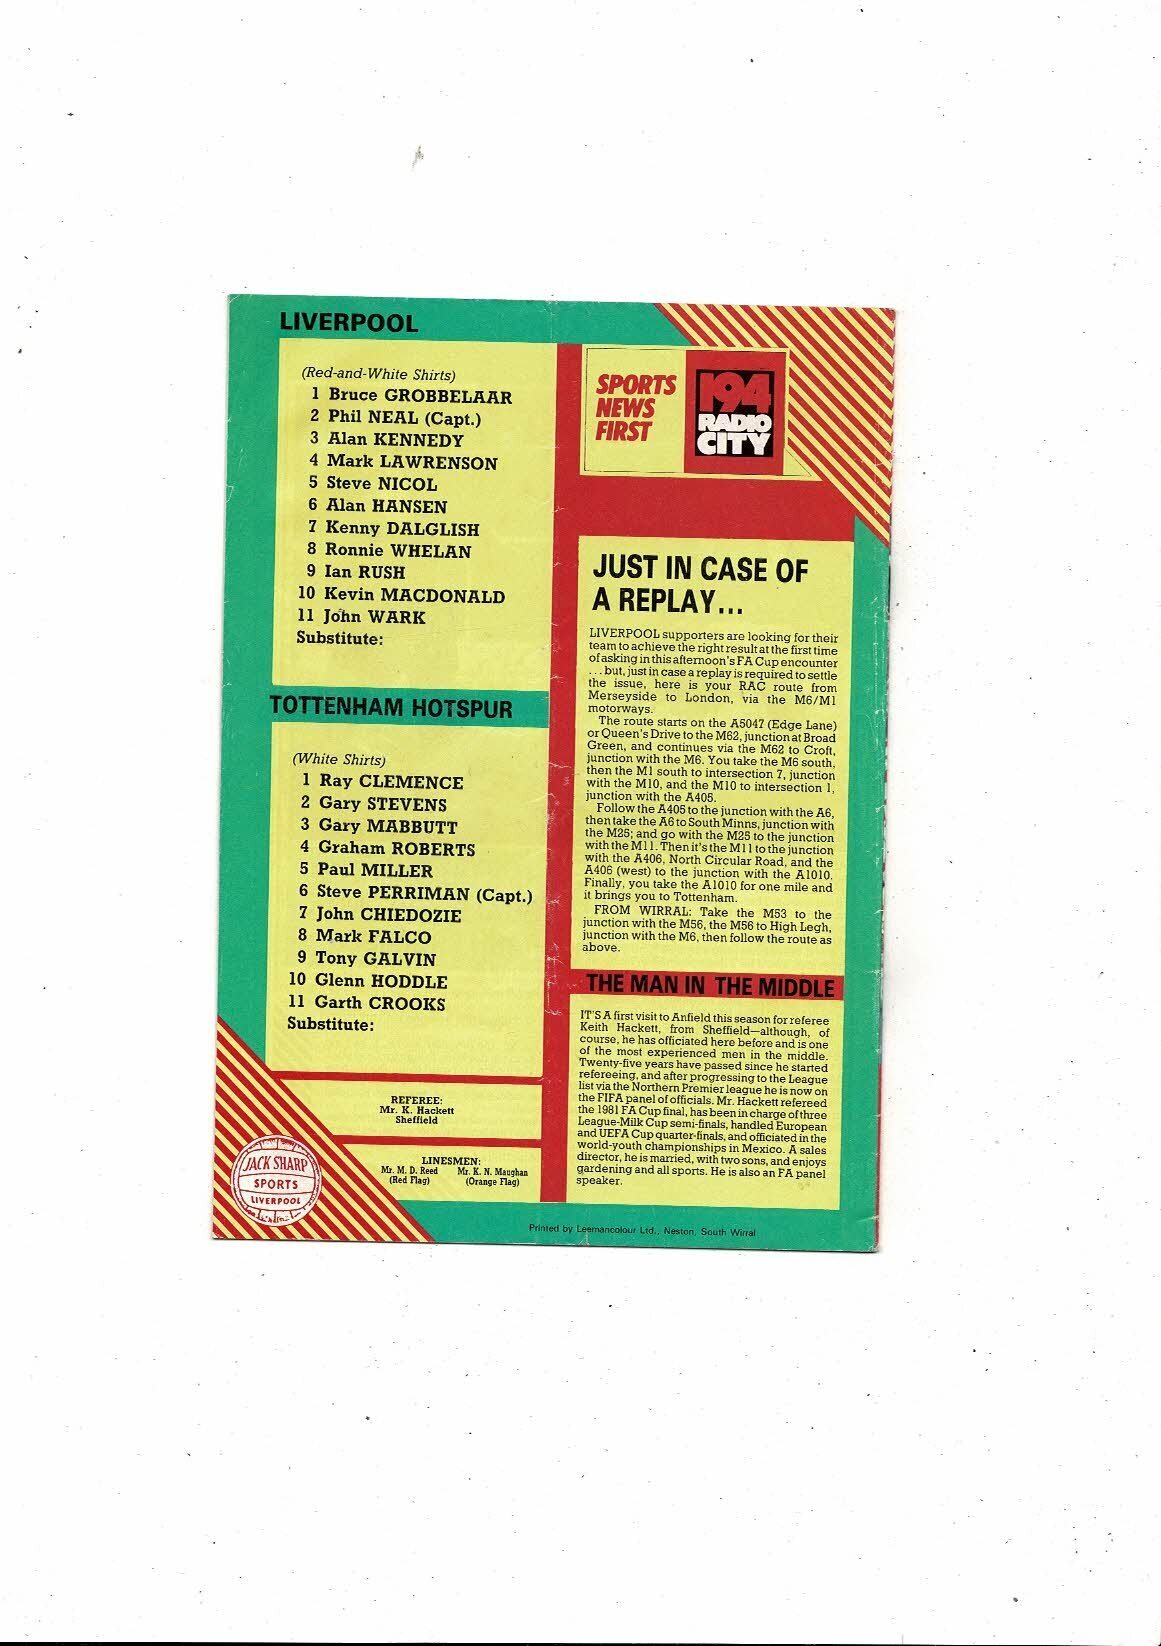 LIVERPOOL
(Red-and-White Shirts)
1 Bruce GROBBELAAR
2 Phil NEAL (Capt.)
3 Alan KENNEDY
4 Mark LAWRENSON
5 Steve NICOL
6 Alan HANSEN
7 Kenny DALGLISH
8 Ronnie WHELAN
9 Ian RUSH
10 Kevin MACDONALD
11 John WARK
Substitute:
TOTTENHAM HOTSPUR
(White Shirts)
1 Ray CLEMENCE
2 Gary STEVENS
3 Gary MABBUTT
4 Graham ROBERTS
5 Paul MILLER
6 Steve PERRIMAN (Capt.)
7 John CHIEDOZIE
8 Mark FALCO
9 Tony GALVIN
10 Glenn HODDLE
11 Garth CROOKS
Substitute:
REFEREE:
Mr. K. Hackett
Sheffield
LINESMEN:
Mr. M. D. Reed Mr. K. N. Maughan
(Red Flag) (Orange Flag)
JACK SHARP
SPORTS
LIVERPOOL
SPORTS
NEWS
FIRST
194
RADIO
CITY
JUST IN CASE OF
A REPLAY...
LIVERPOOL supporters are looking for their
team to achieve the right result at the first time
of asking in this afternoon's FA Cup encounter
. . . but, just in case a replay is required to settle
the issue, here is your RAC route from
Merseyside to London, via the M6/M1
motorways.
The route starts on the A5047 (Edge Lane)
or Queen's Drive to the M62, junction at Broad
Green, and continues via the M62 to Croft,
junction with the M6. You take the M6 south,
then the M1 south to intersection 7, junction
with the M10, and the M10 to intersection 1,
junction with the A405.
Follow the A405 to the junction with the A6,
then take the A6 to South Minns, junction with
the M25; and go with the M25 to the junction
with the M11. Then it's the M11 to the junction
with the A406, North Circular Road, and the
A406 (west) to the junction with the A1010.
Finally, you take the A1010 for one mile and
it brings you to Tottenham.
FROM WIRRAL: Take the M53 to the
junction with the M56, the M56 to High Legh,
junction with the M6, then follow the route as
above.
THE MAN IN THE MIDDLE
IT'S A first visit to Anfield this season for referee
Keith Hackett, from Sheffield—although, of
course, he has officiated here before and is one
of the most experienced men in the middle.
Twenty-five years have passed since he started
refereeing, and after progressing to the League
list via the Northern Premier league he is now on
the FIFA panel of officials. Mr. Hackett refereed
the 1981 FA Cup final, has been in charge of three
League-Milk Cup semi-finals, handled European
and UEFA Cup quarter-finals, and officiated in the
world-youth championships in Mexico. A sales
director, he is married, with two sons, and enjoys
gardening and all sports. He is also an FA panel
speaker.
Printed by Leemancolour Ltd., Neston, South Wirral